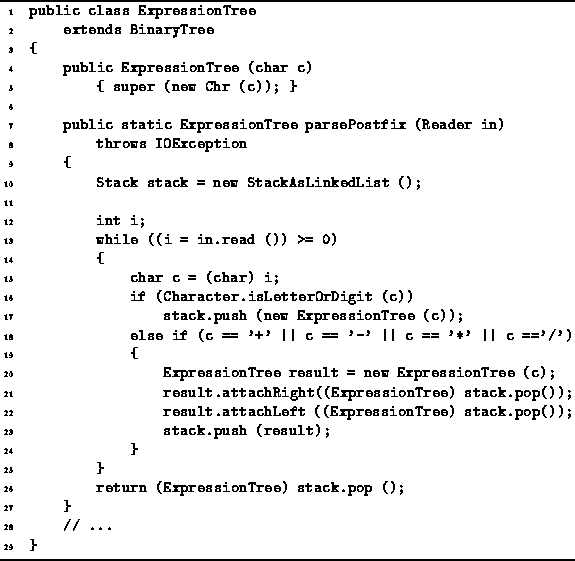 1 public class ExpressionTree
2     extends BinaryTree
3 {
4     public ExpressionTree (char c)
5         { super (new Chr (c)); }
6
7     public static ExpressionTree parsePostfix (Reader in)
8         throws IOException
9     {
10         Stack stack = new StackAsLinkedList ();
11
12         int i;
13         while ((i = in.read ()) >= 0)
14         {
15             char c = (char) i;
16             if (Character.isLetterOrDigit (c))
17                 stack.push (new ExpressionTree (c));
18             else if (c == '+' || c == '-' || c == '*' || c =='/')
19             {
20                 ExpressionTree result = new ExpressionTree (c);
21                 result.attachRight((ExpressionTree) stack.pop());
22                 result.attachLeft ((ExpressionTree) stack.pop());
23                 stack.push (result);
24             }
25         }
26         return (ExpressionTree) stack.pop ();
27     }
28     // ...
29 }